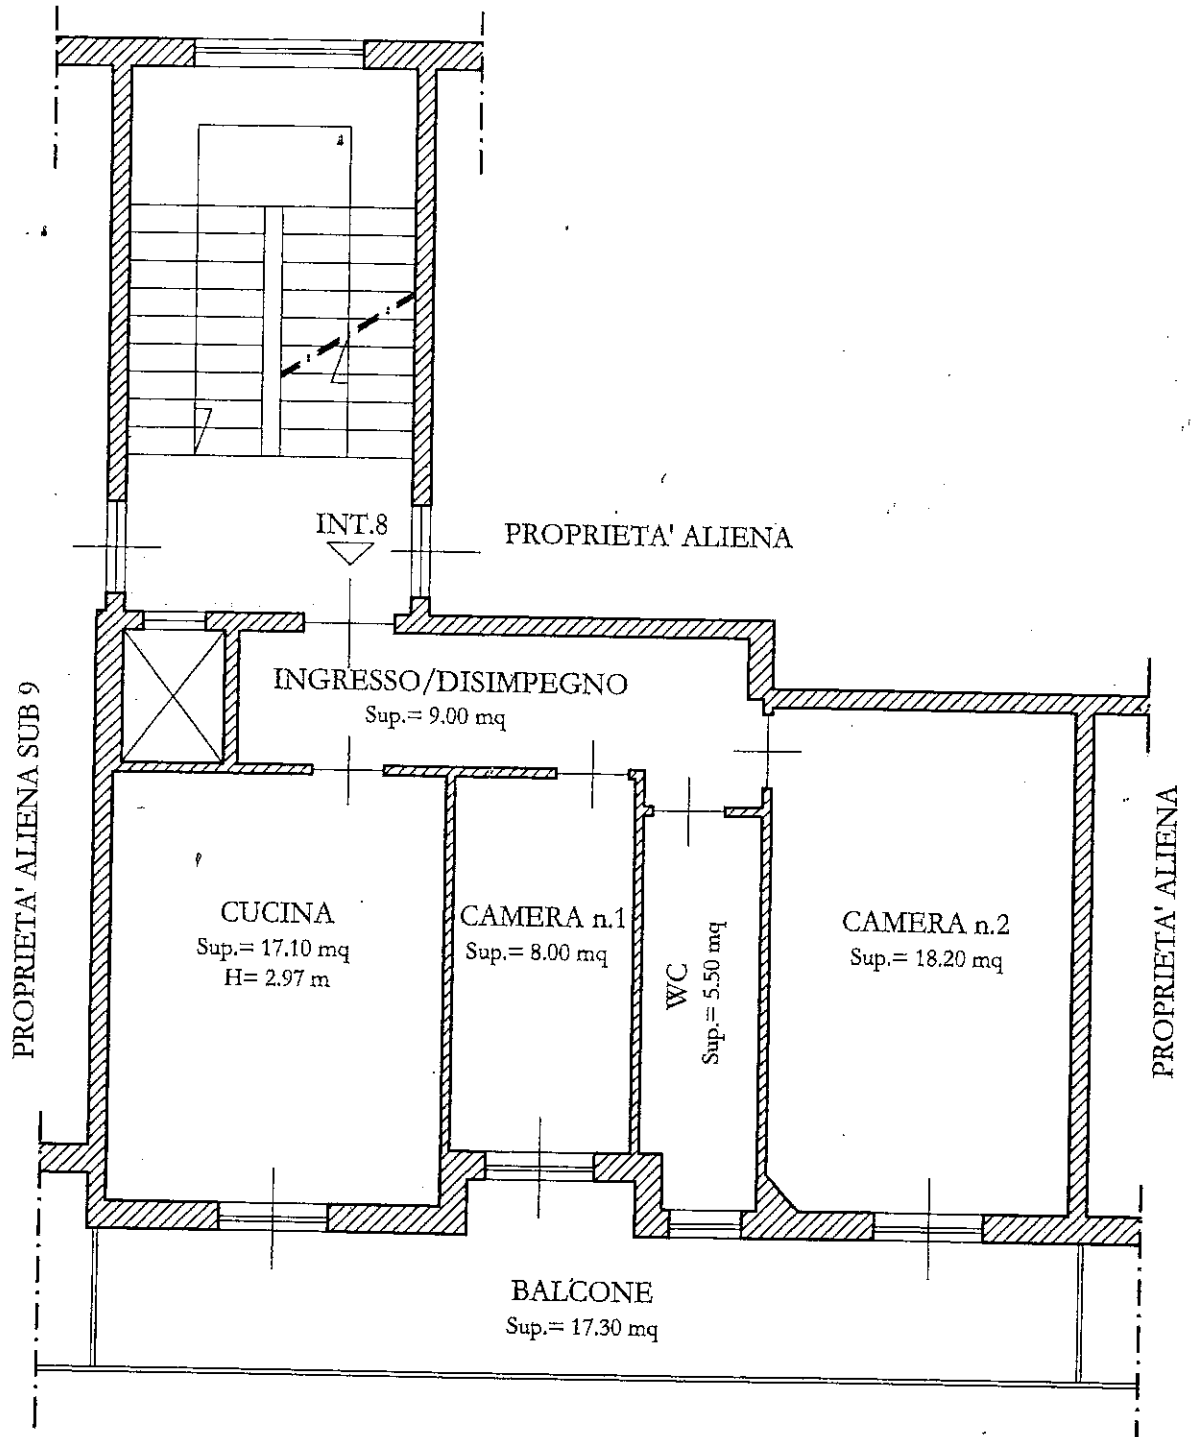 INT.8
PROPRIETA' ALIENA
INGRESSO/DISIMPEGNO
Sup.= 9.00 mq
PROPRIETA' ALIENA SUB 9
CUCINA
Sup.= 17.10 mq
H= 2.97 m
CAMERA n.1
Sup.= 8.00 mq
WC
Sup.= 5.50 mq
CAMERA n.2
Sup.= 18.20 mq
PROPRIETA' ALIENA
BALCONE
Sup.= 17.30 mq